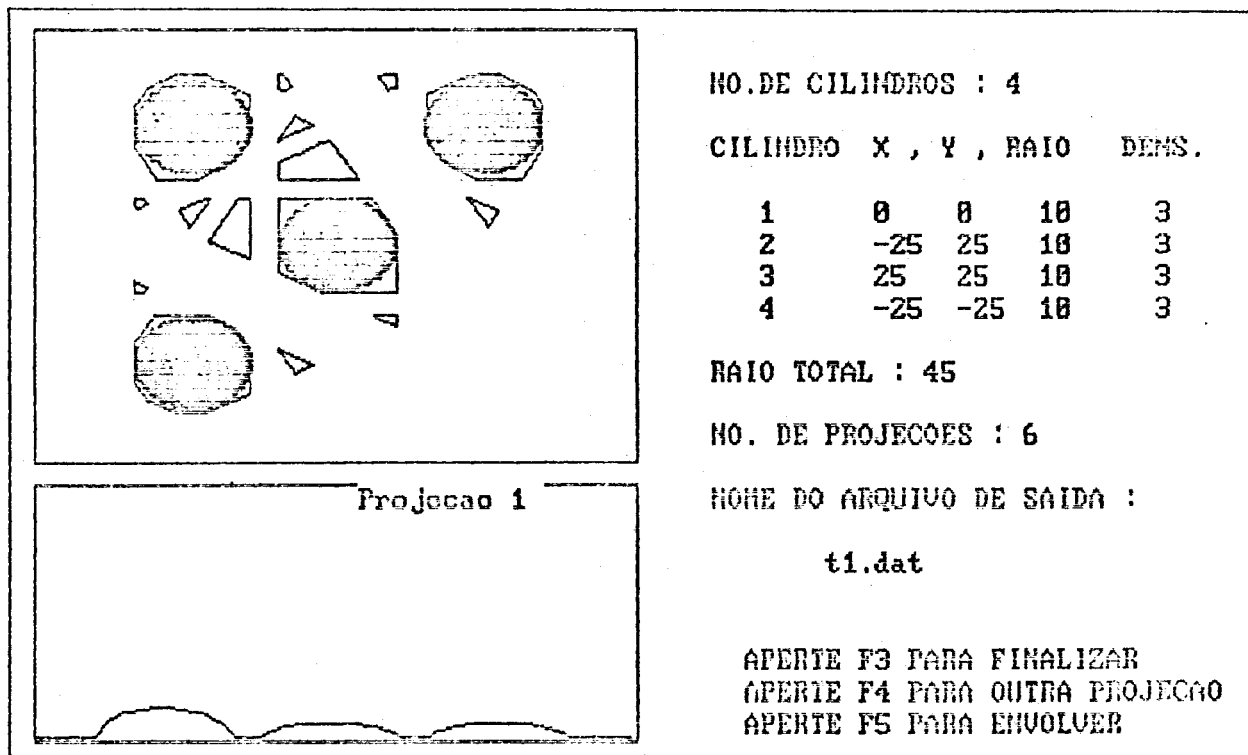 NO.DE CILINDROS : 4
CILINDRO X , Y , RAIO DENS.
1 0 0 10 3
2 -25 25 10 3
3 25 25 10 3
4 -25 -25 10 3
RAIO TOTAL : 45
NO. DE PROJECOES : 6
Projecao 1
NOME DO ARQUIVO DE SAIDA :
t1.dat
APERTE F3 PARA FINALIZAR
APERTE F4 PARA OUTRA PROJECAO
APERTE F5 PARA ENVOLVER